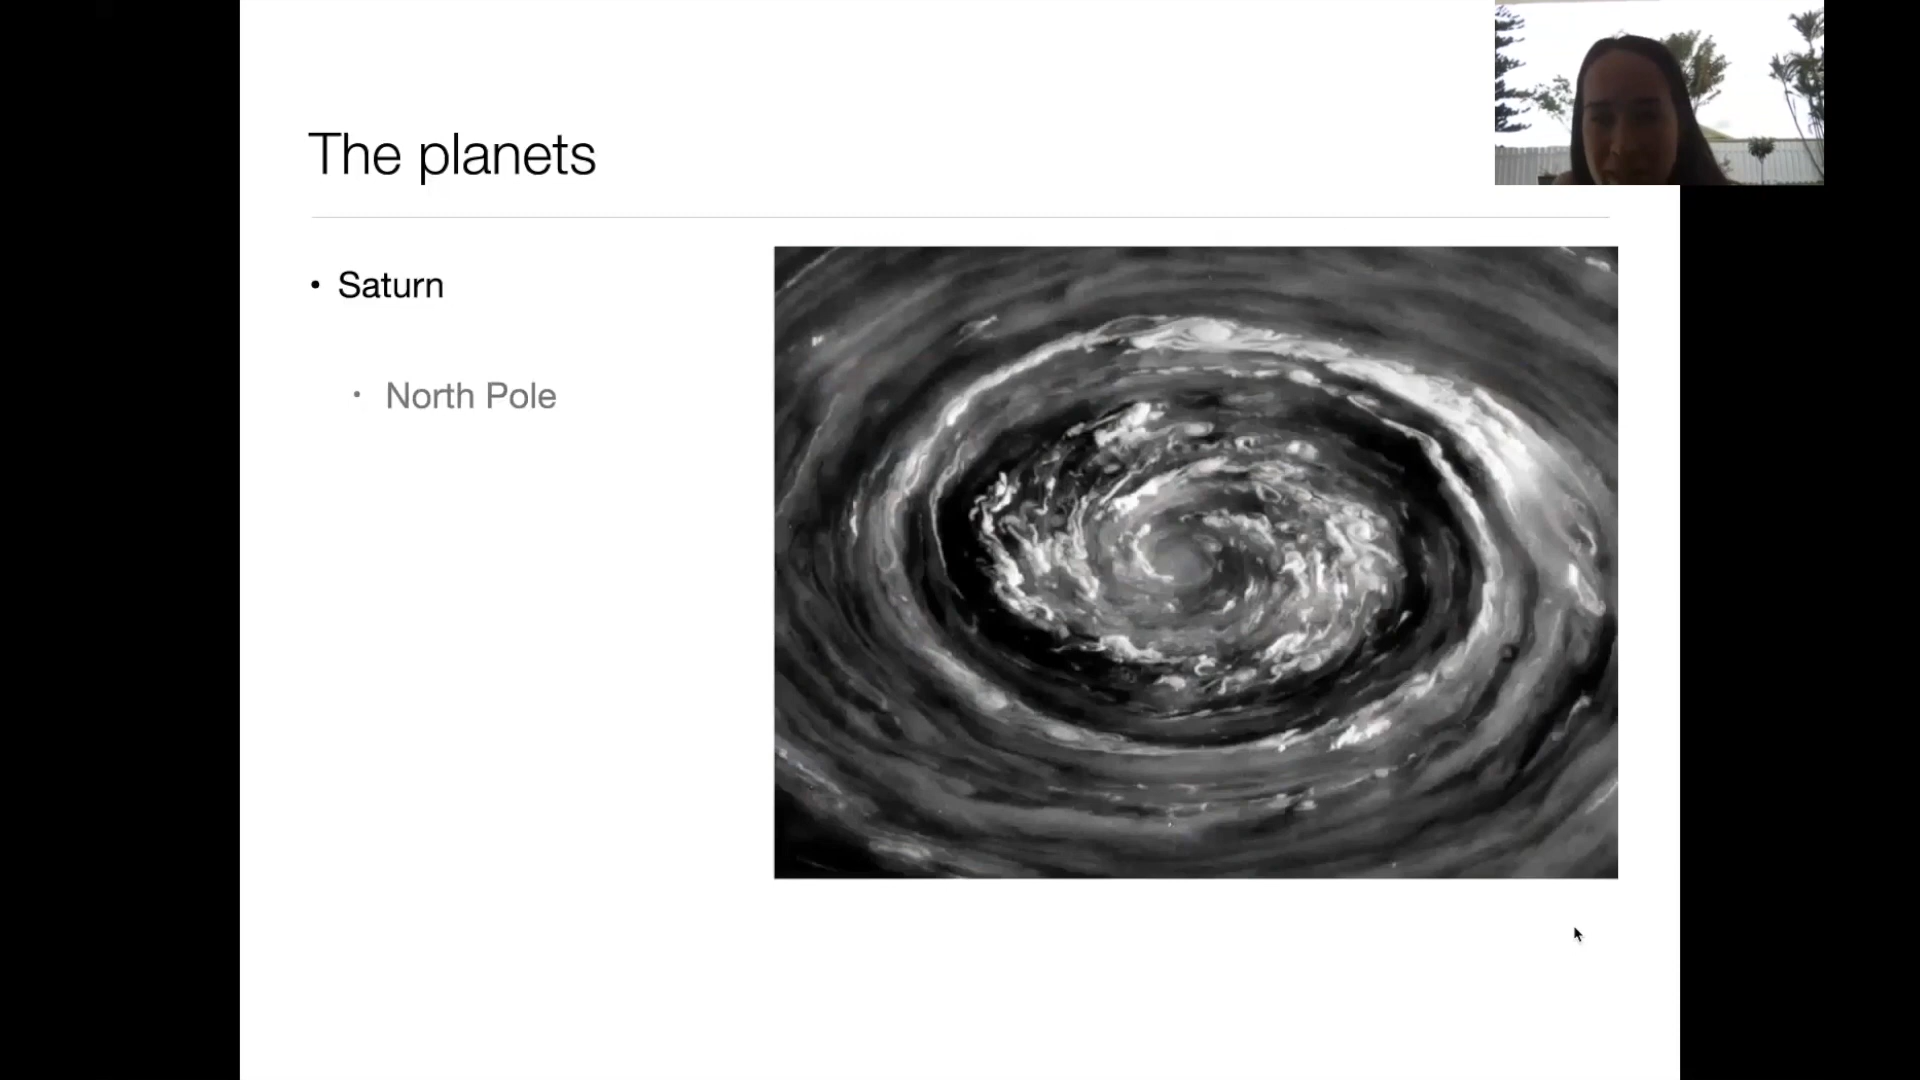 The planets
• Saturn
• North Pole